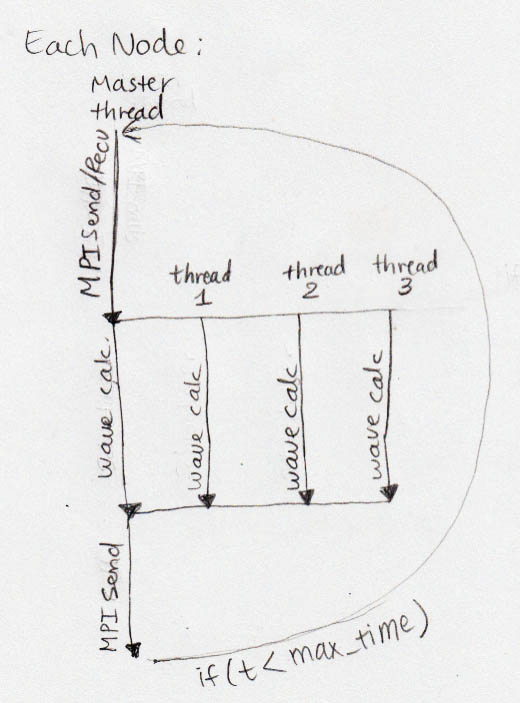 Each Node:
Master
thread
MPI Send/Recv
thread
1
thread
2
thread
3
wave calc.
wave calc
wave calc
wave calc
MPI Send
if(t < max_time)